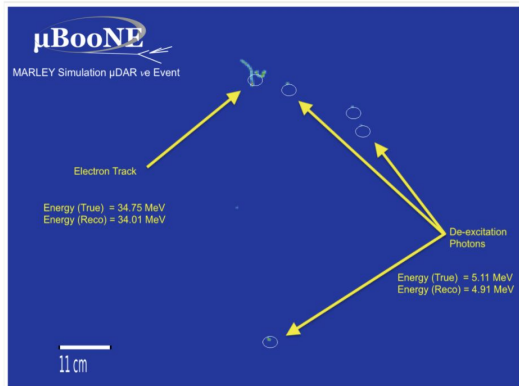 µBooNE
MARLEY Simulation µDAR νe Event
Electron Track
Energy (True) = 34.75 MeV
Energy (Reco) = 34.01 MeV
De-excitation
Photons
Energy (True) = 5.11 MeV
Energy (Reco) = 4.91 MeV
11 cm